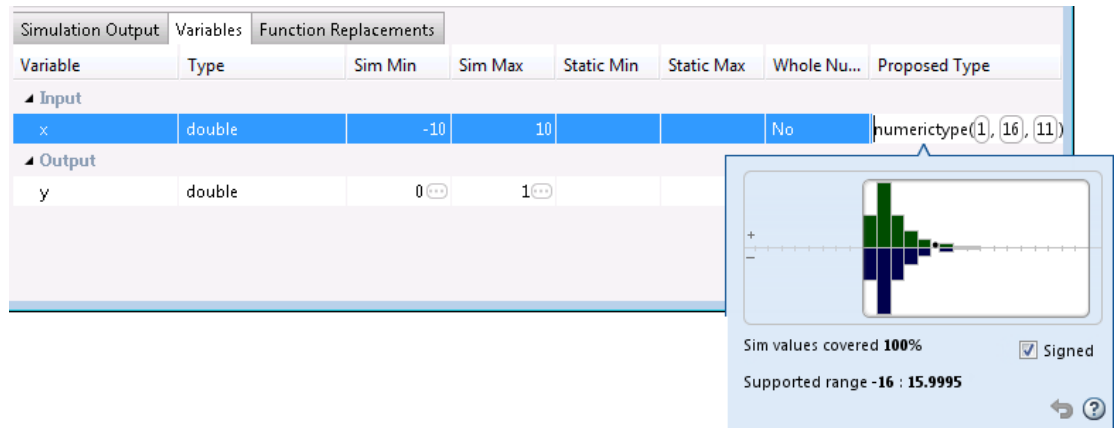 Simulation Output Variables Function Replacements
Variable Type Sim Min Sim Max Static Min Static Max Whole Nu... Proposed Type
Input
x double -10 10 No numerictype(1, 16, 11)
Output
y double 0 ... 1 ...
+
−
Sim values covered 100% Signed
Supported range -16 : 15.9995
?